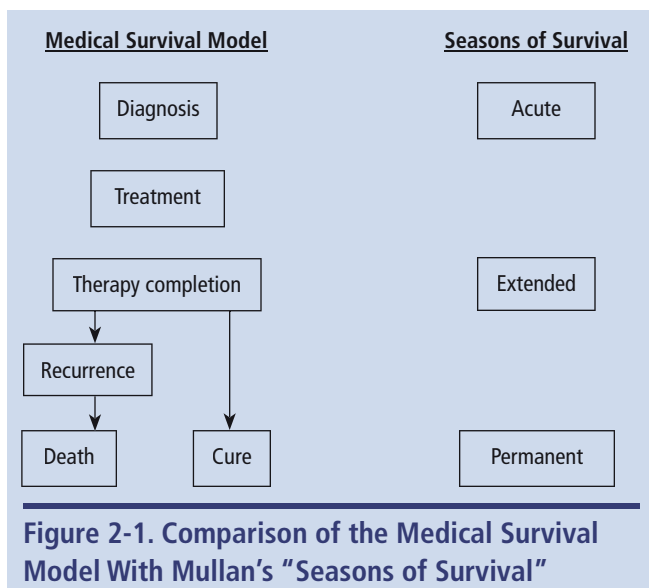 Medical Survival Model
Seasons of Survival
Diagnosis
Acute
Treatment
Therapy completion
Extended
Recurrence
Death
Cure
Permanent
Figure 2-1. Comparison of the Medical Survival
Model With Mullan’s “Seasons of Survival”